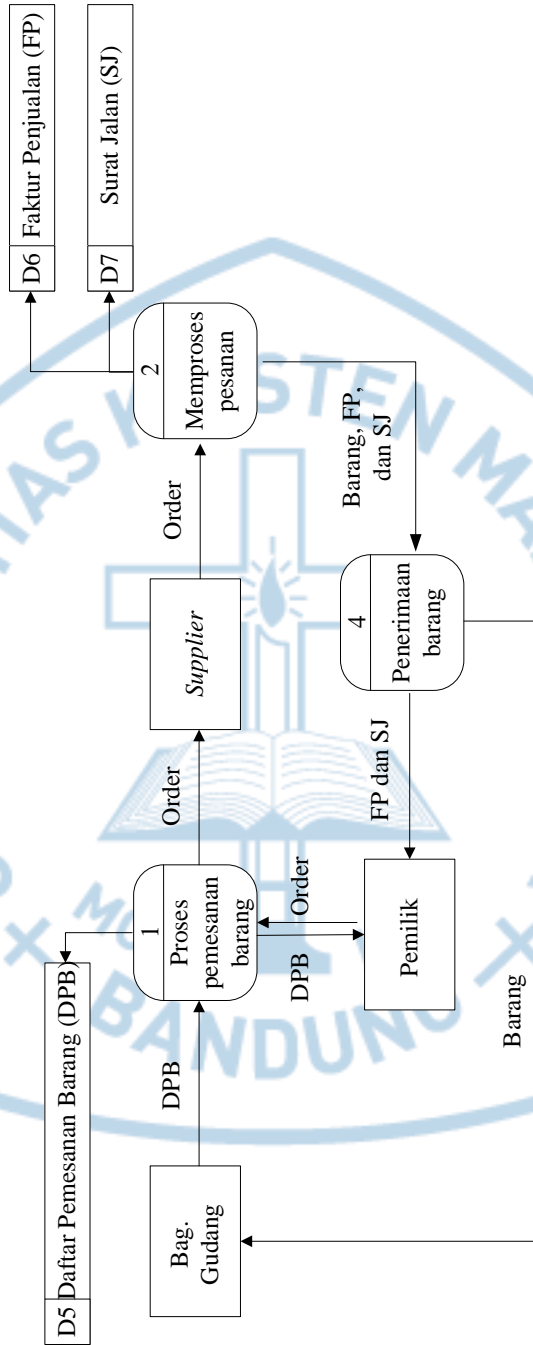 D5 Daftar Pemesanan Barang (DPB)
D6 Faktur Penjualan (FP)
D7 Surat Jalan (SJ)
Bag.
Gudang
DPB
1
Proses
pemesanan
barang
Order
Supplier
Order
2
Memproses
pesanan
DPB
Order
Pemilik
FP dan SJ
4
Penerimaan
barang
Barang, FP,
dan SJ
Barang
BANDUNG